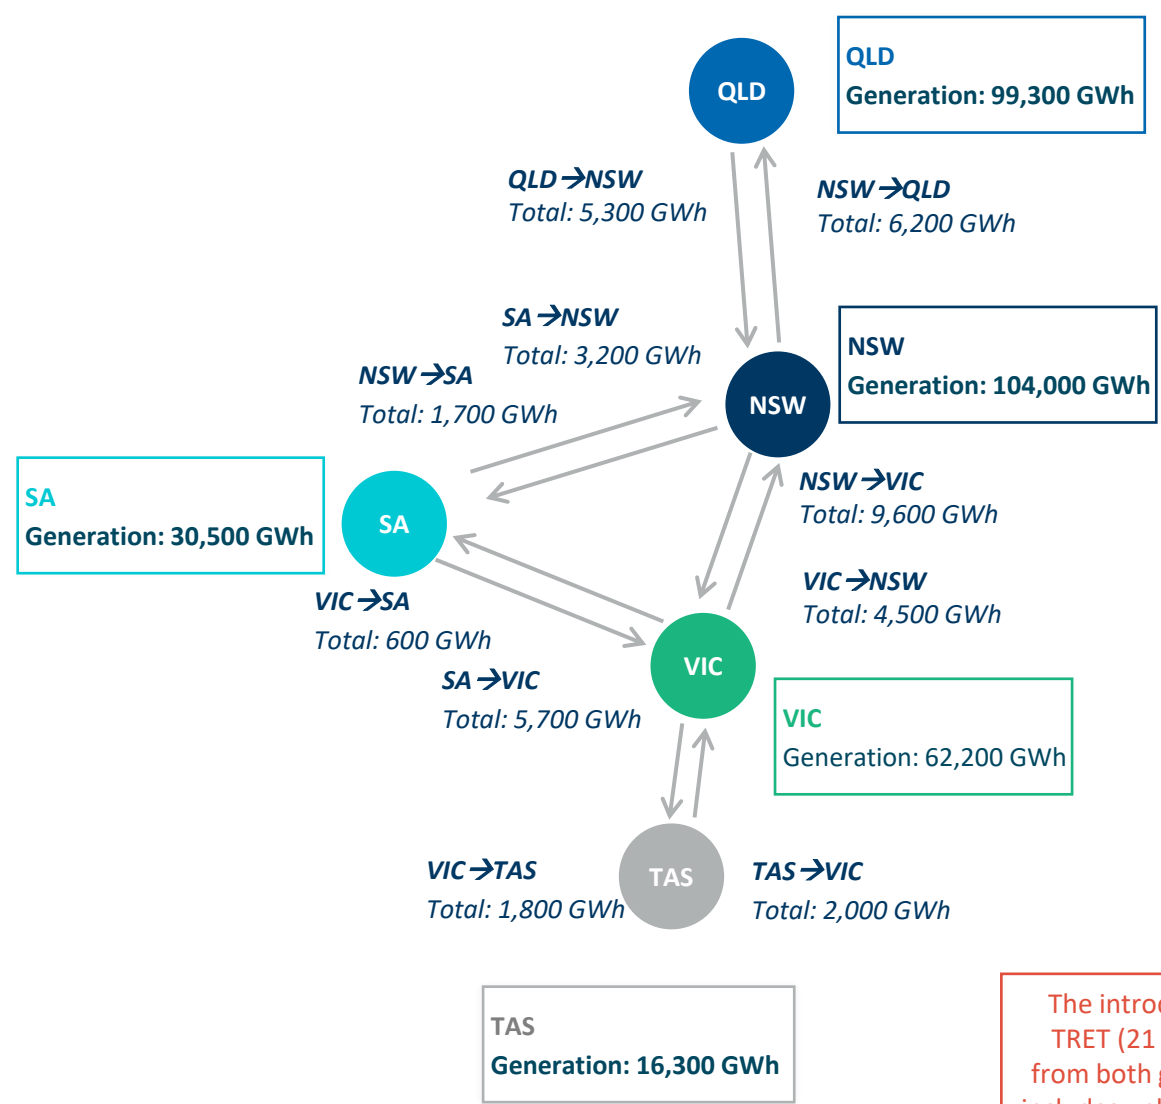 QLD
QLD
Generation: 99,300 GWh
QLD→NSW
Total: 5,300 GWh
NSW→QLD
Total: 6,200 GWh
SA→NSW
Total: 3,200 GWh
NSW
Generation: 104,000 GWh
NSW→SA
Total: 1,700 GWh
NSW
SA
Generation: 30,500 GWh
SA
NSW→VIC
Total: 9,600 GWh
VIC→SA
Total: 600 GWh
VIC→NSW
Total: 4,500 GWh
SA→VIC
Total: 5,700 GWh
VIC
VIC
Generation: 62,200 GWh
VIC→TAS
Total: 1,800 GWh
TAS
TAS→VIC
Total: 2,000 GWh
TAS
Generation: 16,300 GWh
The introd
TRET (21
from both g